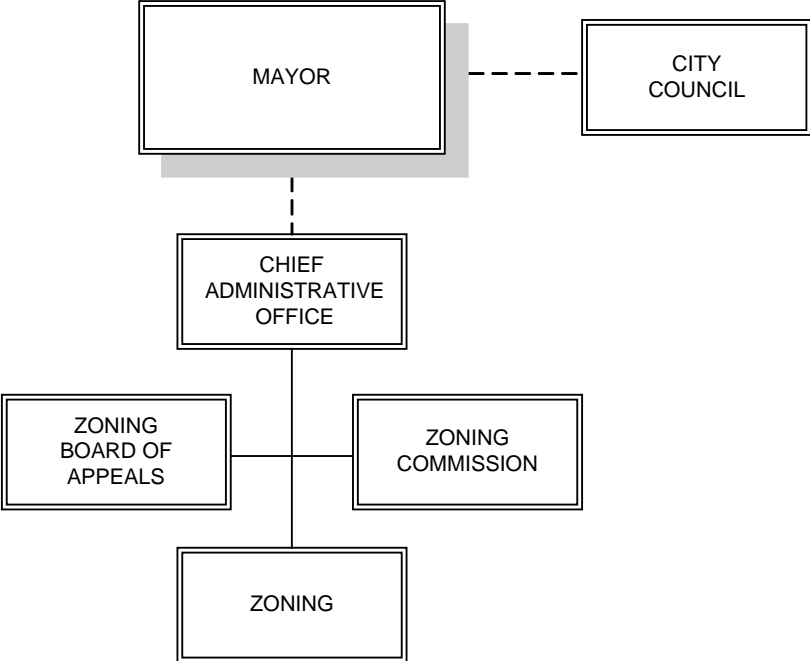 MAYOR
CITY
COUNCIL
CHIEF
ADMINISTRATIVE
OFFICE
ZONING
BOARD OF
APPEALS
ZONING
COMMISSION
ZONING